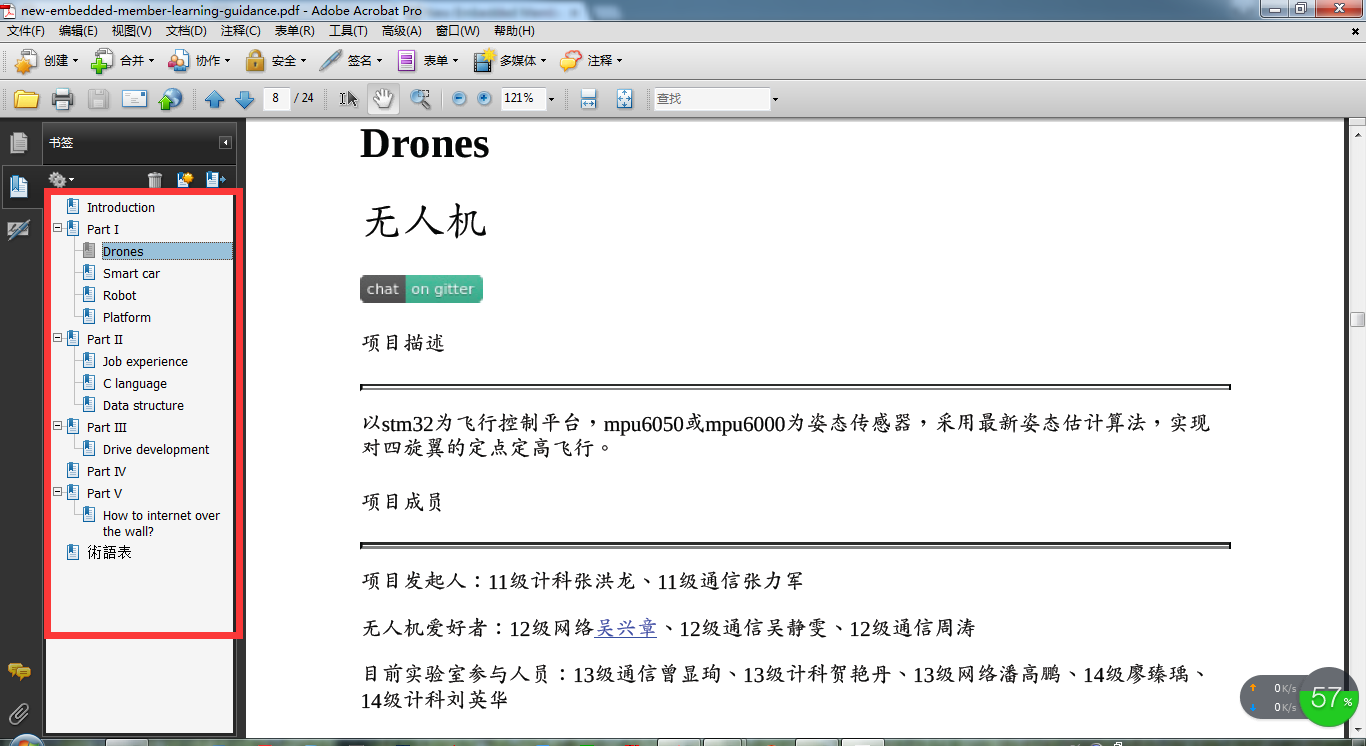 new-embedded-member-learning-guidance.pdf - Adobe Acrobat Pro
文件(F) 编辑(E) 视图(V) 文档(D) 注释(C) 表单(R) 工具(T) 高级(A) 窗口(W) 帮助(H)
创建 合并 协作 安全 签名 表单 多媒体 注释
8 / 24 121% 查找
书签
Introduction
Part I
Drones
Smart car
Robot
Platform
Part II
Job experience
C language
Data structure
Part III
Drive development
Part IV
Part V
How to internet over
the wall?
術語表
Drones
无人机
chat on gitter
项目描述
以stm32为飞行控制平台，mpu6050或mpu6000为姿态传感器，采用最新姿态估计算法，实现
对四旋翼的定点定高飞行。
项目成员
项目发起人：11级计科张洪龙、11级通信张力军
无人机爱好者：12级网络吴兴章、12级通信吴静雯、12级通信周涛
目前实验室参与人员：13级通信曾显珣、13级计科贺艳丹、13级网络潘高鹏、14级廖臻瑀、
14级计科刘英华
0K/s
0K/s
57%